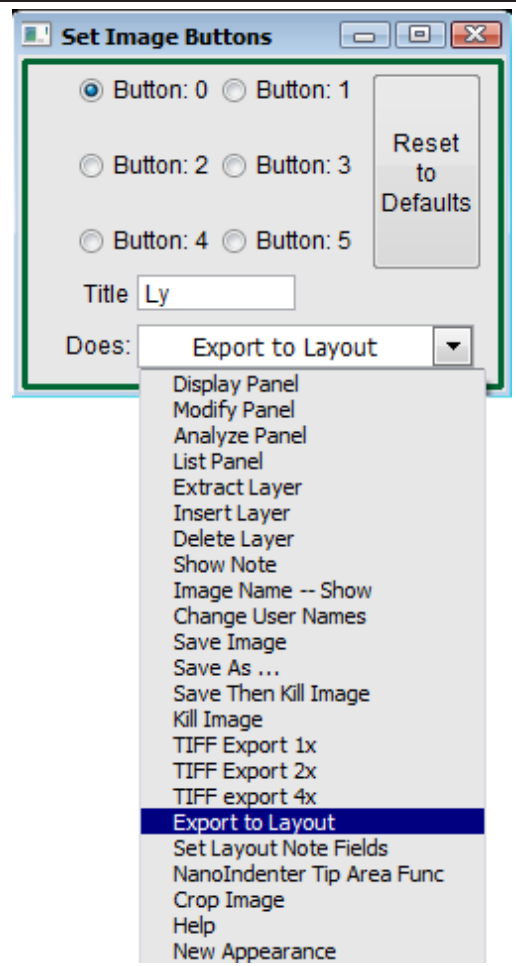 Set Image Buttons
Button: 0 Button: 1
Button: 2 Button: 3
Button: 4 Button: 5
Reset
to
Defaults
Title Ly
Does: Export to Layout
Display Panel
Modify Panel
Analyze Panel
List Panel
Extract Layer
Insert Layer
Delete Layer
Show Note
Image Name -- Show
Change User Names
Save Image
Save As ...
Save Then Kill Image
Kill Image
TIFF Export 1x
TIFF Export 2x
TIFF export 4x
Export to Layout
Set Layout Note Fields
NanoIndenter Tip Area Func
Crop Image
Help
New Appearance